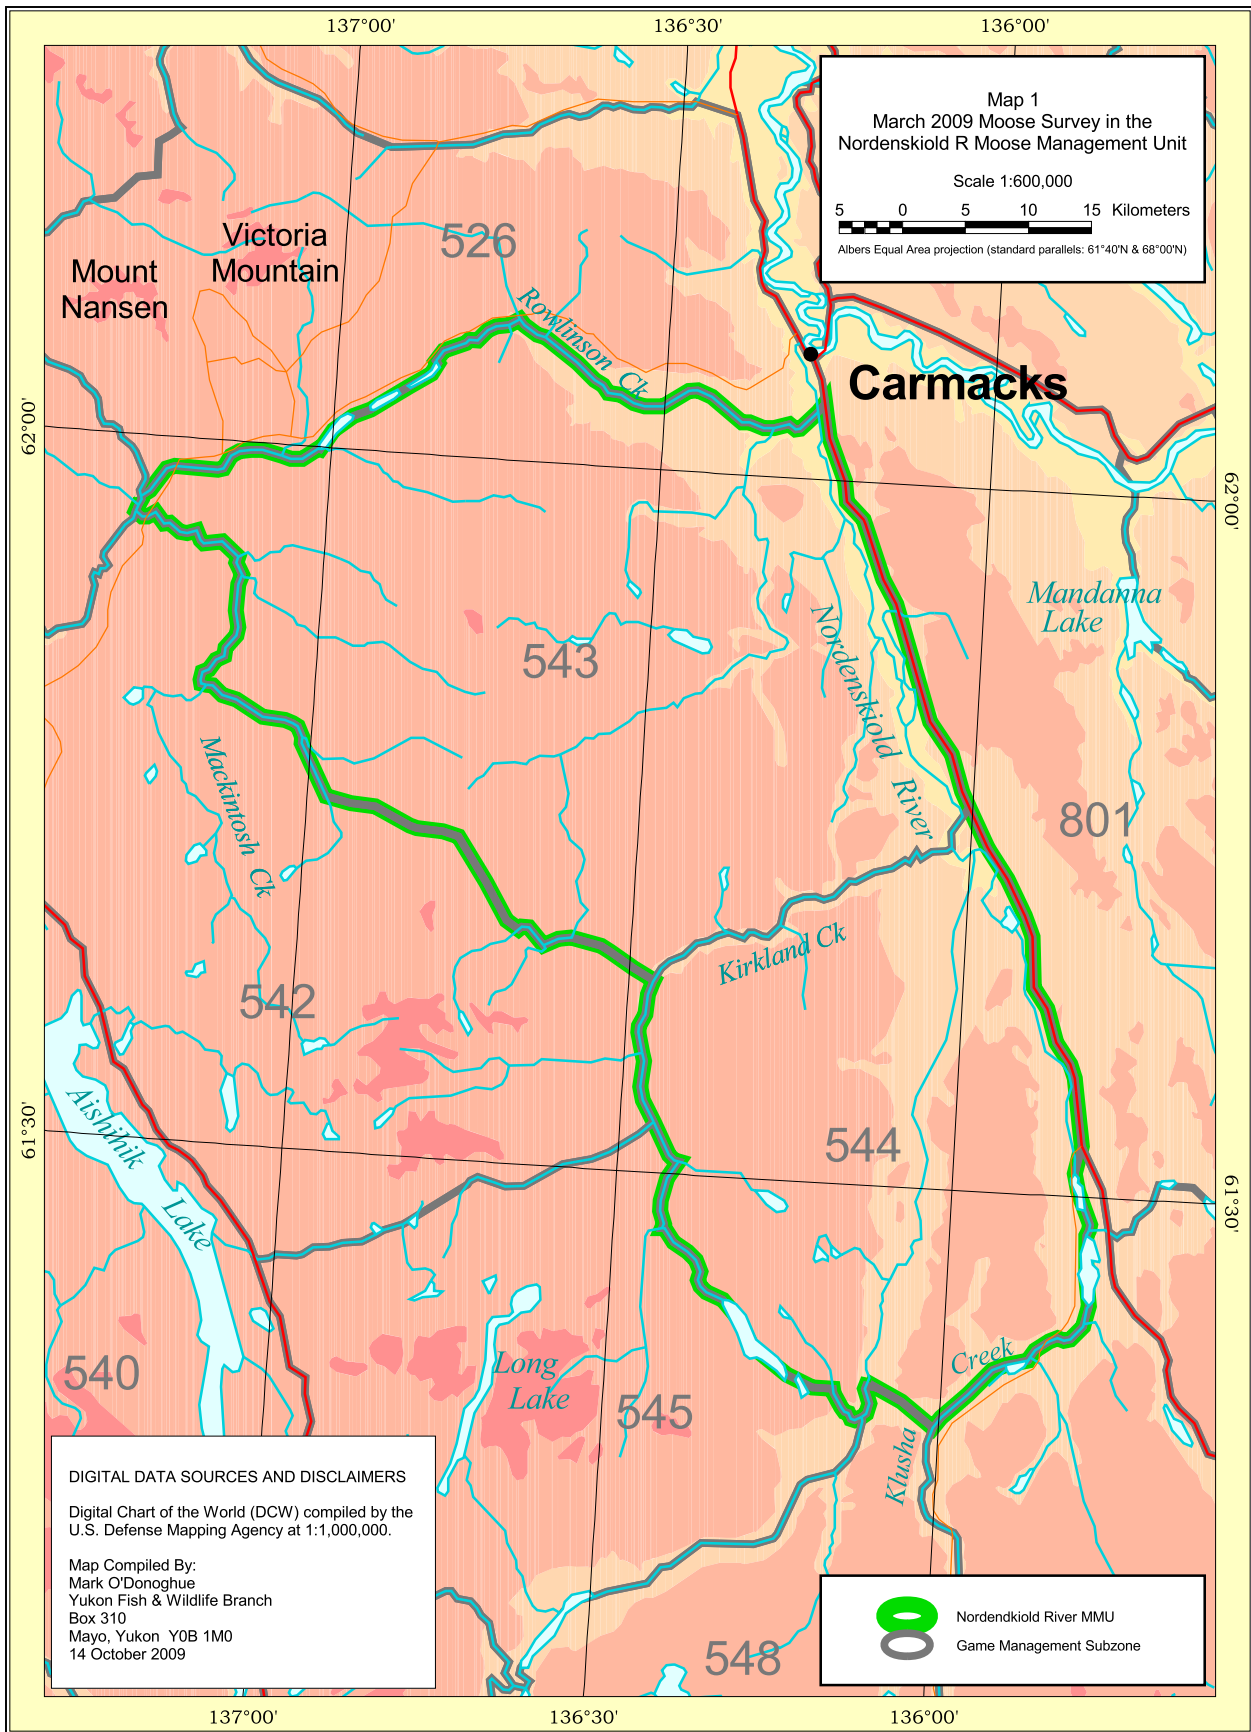 137°00'
136°30'
136°00'
Map 1
March 2009 Moose Survey in the
Nordenskiold R Moose Management Unit
Scale 1:600,000
5 0 5 10 15 Kilometers
Albers Equal Area projection (standard parallels: 61°40'N & 68°00'N)
Victoria
Mountain
526
Mount
Nansen
Rowlinson Ck
Carmacks
62°00'
62°00'
Mandanna
Lake
543
Nordenskiold River
Mackintosh Ck
801
Kirkland Ck
542
61°30'
Aishihik Lake
544
61°30'
540
Long
Lake
545
Klusha Creek
DIGITAL DATA SOURCES AND DISCLAIMERS
Digital Chart of the World (DCW) compiled by the
U.S. Defense Mapping Agency at 1:1,000,000.
Map Compiled By:
Mark O'Donoghue
Yukon Fish & Wildlife Branch
Box 310
Mayo, Yukon Y0B 1M0
14 October 2009
548
Nordendkiold River MMU
Game Management Subzone
137°00'
136°30'
136°00'